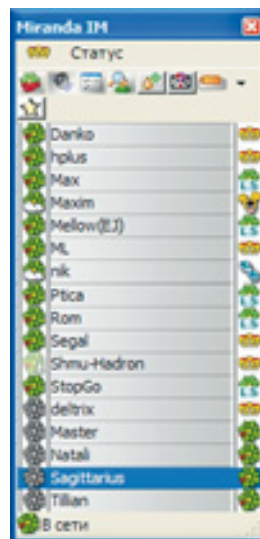 Miranda IM
Статус
Danko
hplus
Max
Maxim
Mellow(EJ)
ML
nik
Ptica
Rom
Segal
Shmu-Hadron
StopGo
deltrix
Master
Natali
Sagittarius
Tillian
В сети